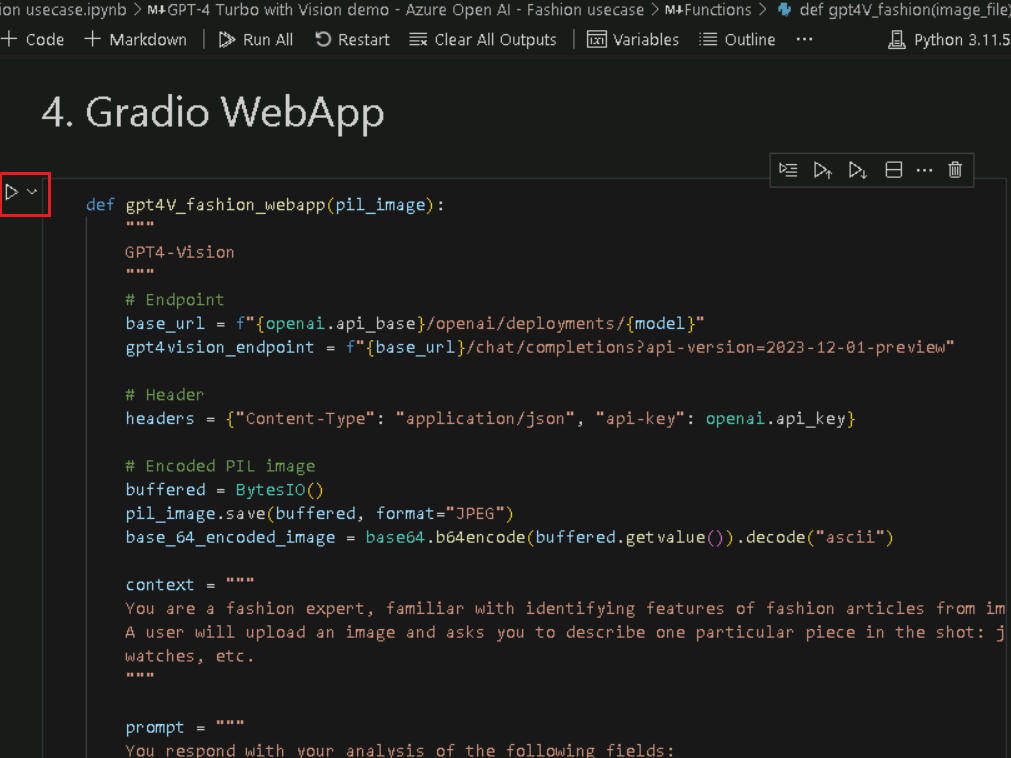 ion usecase.ipynb > M↓GPT-4 Turbo with Vision demo - Azure Open AI - Fashion usecase > M↓Functions > def gpt4V_fashion(image_file)
+ Code + Markdown | Run All Restart Clear All Outputs | Variables Outline ··· Python 3.11.5
4. Gradio WebApp
def gpt4V_fashion_webapp(pil_image):
"""
GPT4-Vision
"""
# Endpoint
base_url = f"{openai.api_base}/openai/deployments/{model}"
gpt4vision_endpoint = f"{base_url}/chat/completions?api-version=2023-12-01-preview"
# Header
headers = {"Content-Type": "application/json", "api-key": openai.api_key}
# Encoded PIL image
buffered = BytesIO()
pil_image.save(buffered, format="JPEG")
base_64_encoded_image = base64.b64encode(buffered.getvalue()).decode("ascii")
context = """
You are a fashion expert, familiar with identifying features of fashion articles from im
A user will upload an image and asks you to describe one particular piece in the shot: j
watches, etc.
"""
prompt = """
You respond with your analysis of the following fields: